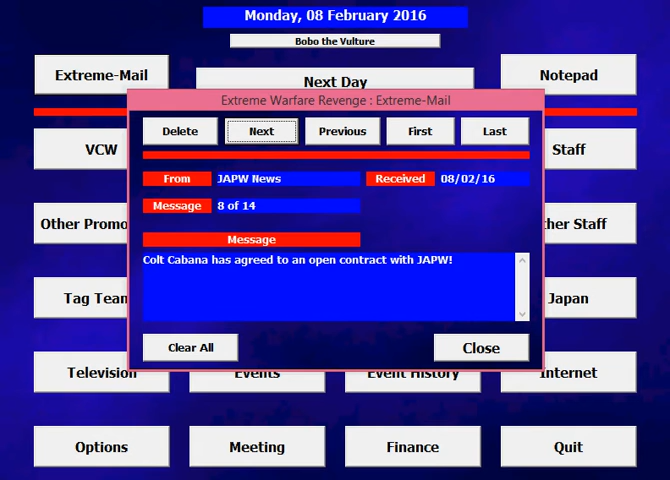 Monday, 08 February 2016
Bobo the Vulture
Extreme-Mail
Next Day
Notepad
Extreme Warfare Revenge : Extreme-Mail
Delete
Next
Previous
First
Last
VCW
Staff
From
JAPW News
Received
08/02/16
Message
8 of 14
Other Promo
her Staff
Message
Colt Cabana has agreed to an open contract with JAPW!
Tag Team
Japan
Clear All
Close
Television
Events
Event History
Internet
Options
Meeting
Finance
Quit